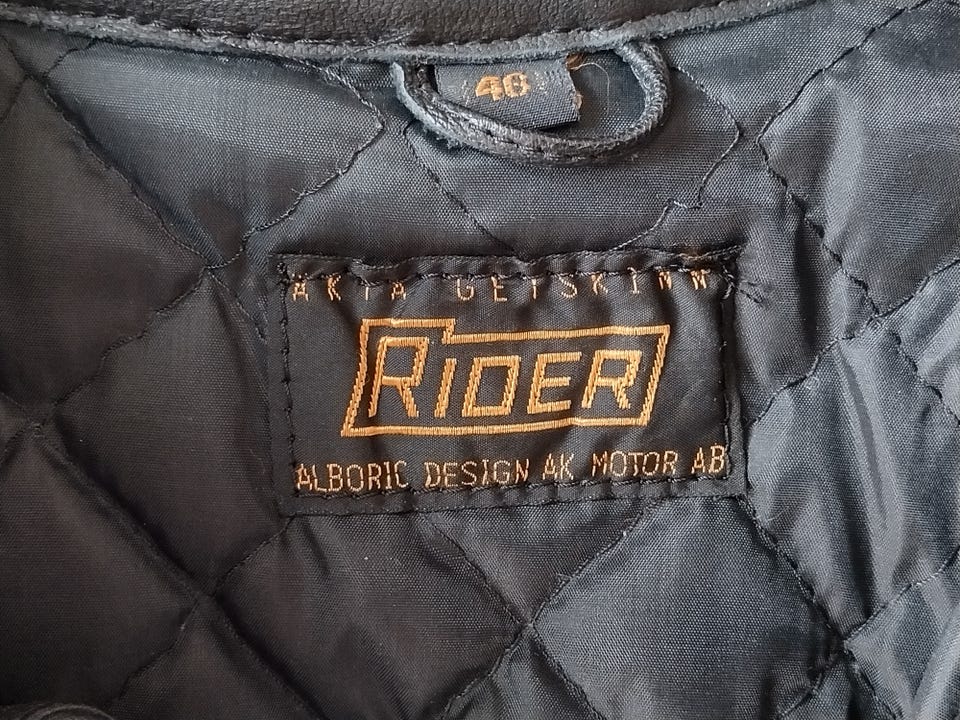 46
ÄKTA GETSKINN
RIDER
ALBORIC DESIGN AK MOTOR AB